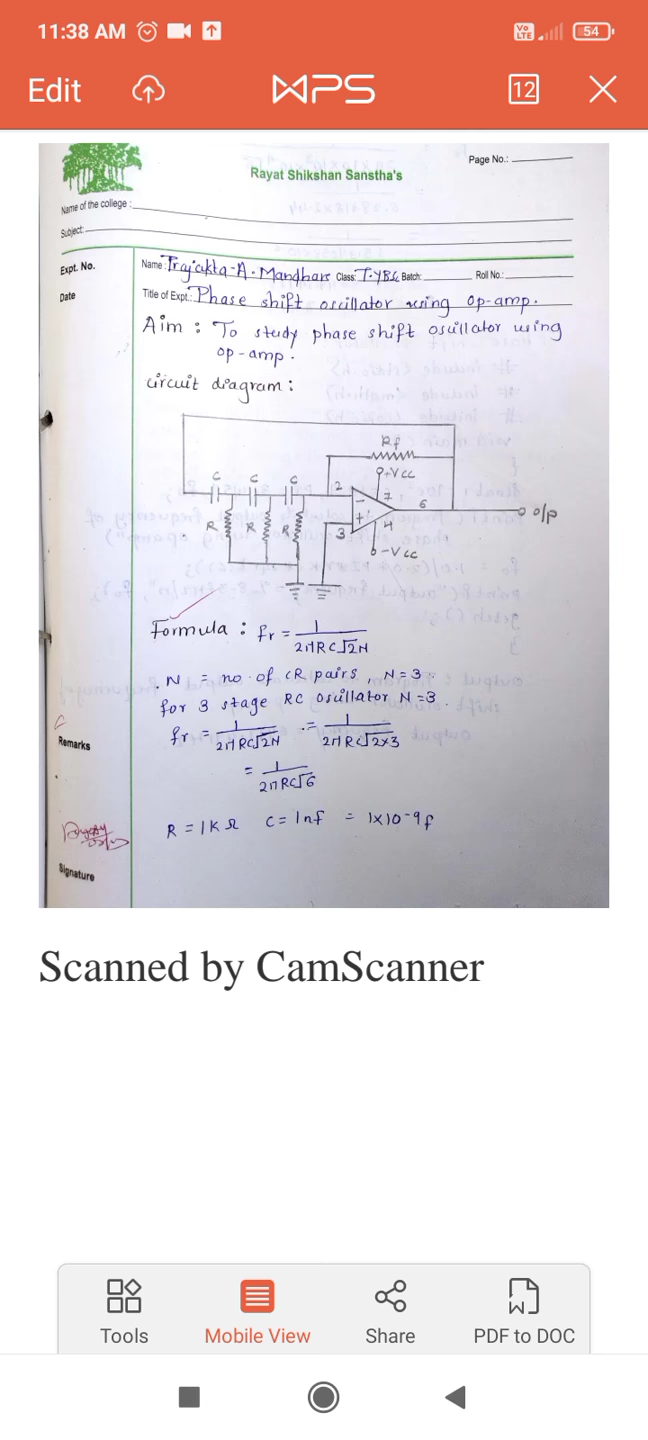 11:38 AM
Vo LTE 54
Edit
WPS
12
Page No.:
Rayat Shikshan Sanstha's
Name of the college :
Subject:
Expt. No.
Name: A. Class: T.Y.BSc Batch: Roll No.:
Date
Title of Expt.: Phase shift oscillator using Op-amp.
Aim : To study phase shift oscillator using
op-amp.
circuit diagram :
Rf
+Vcc
C C C 2 7
- 6
R R R + 4 o/p
3
-Vcc
Formula : fr = 1 / 2πRC√2N
. N = no. of CR pairs, N = 3.
for 3 stage RC oscillator N = 3.
Remarks
fr = 1 / 2πRC√2N = 1 / 2πRC√2×3
= 1 / 2πRC√6
R = 1KΩ C = 1nf = 1×10-9f
Signature
Scanned by CamScanner
Tools
Mobile View
Share
PDF to DOC